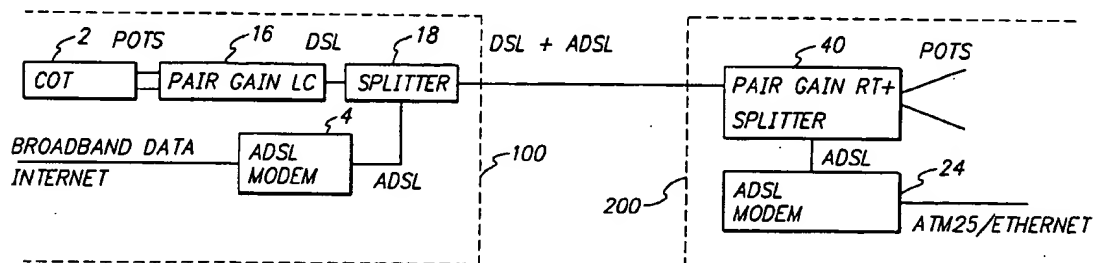 2
POTS
16
DSL
18
DSL + ADSL
COT
PAIR GAIN LC
SPLITTER
4
BROADBAND DATA
INTERNET
ADSL
MODEM
ADSL
100
200
40
POTS
PAIR GAIN RT+
SPLITTER
ADSL
24
ADSL
MODEM
ATM25/ETHERNET